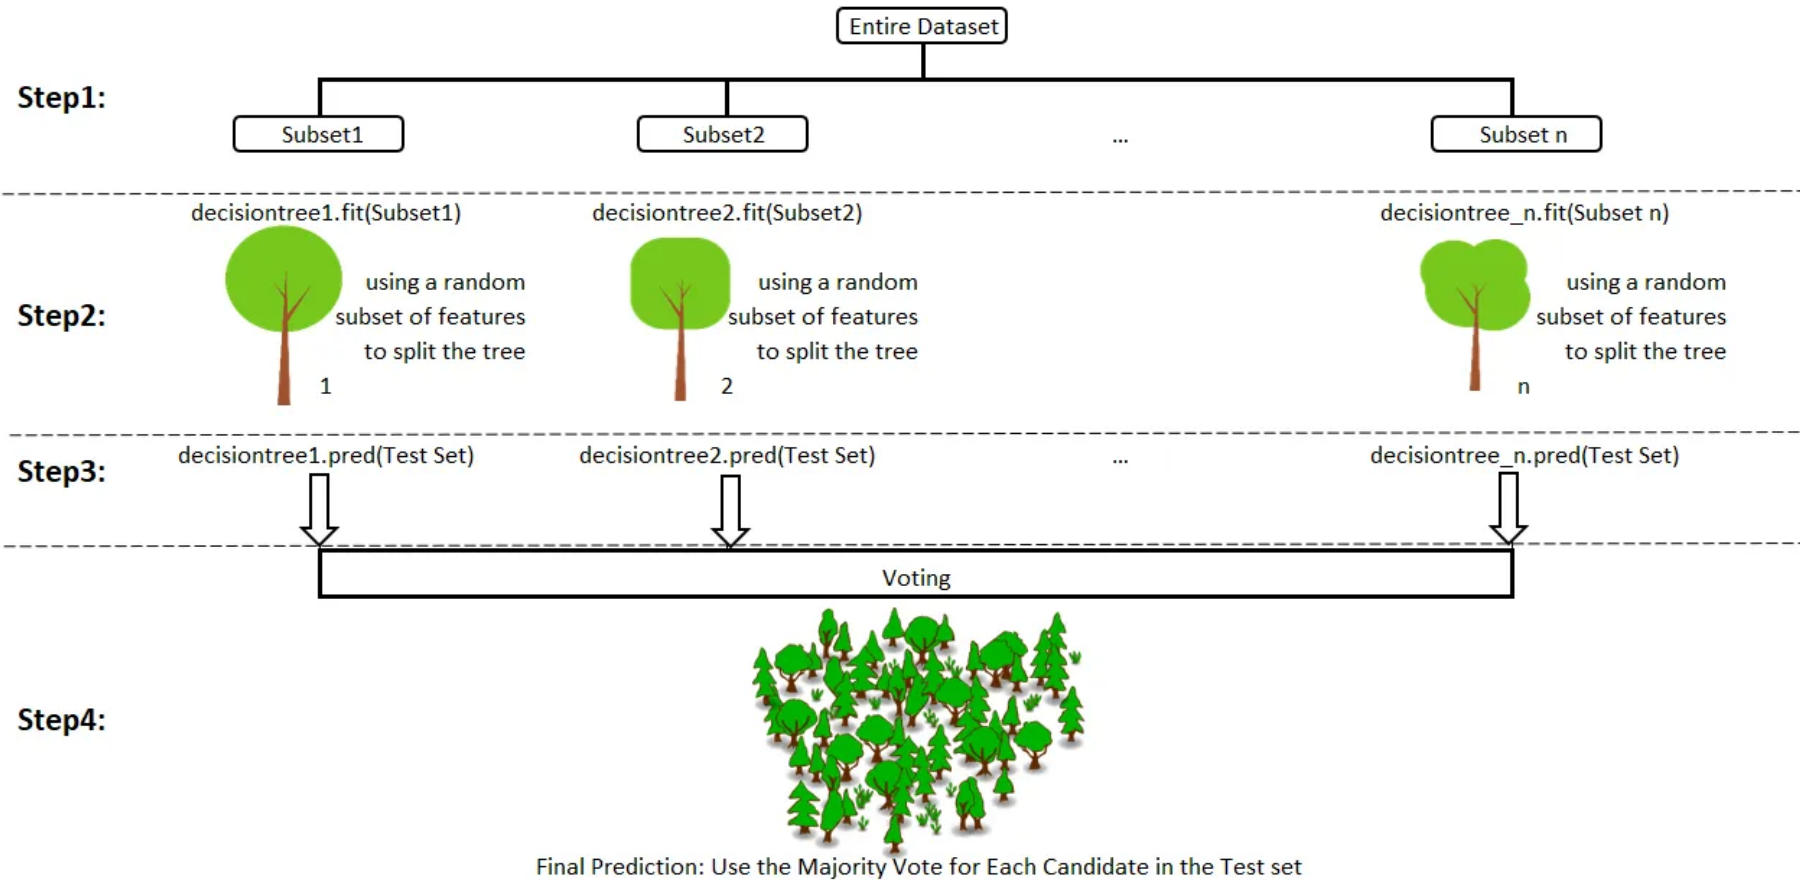 Entire Dataset
Step1:
Subset1
Subset2
...
Subset n
decisiontree1.fit(Subset1)
decisiontree2.fit(Subset2)
decisiontree_n.fit(Subset n)
Step2:
using a random
subset of features
to split the tree
1
using a random
subset of features
to split the tree
2
using a random
subset of features
to split the tree
n
Step3:
decisiontree1.pred(Test Set)
decisiontree2.pred(Test Set)
...
decisiontree_n.pred(Test Set)
Voting
Step4:
Final Prediction: Use the Majority Vote for Each Candidate in the Test set